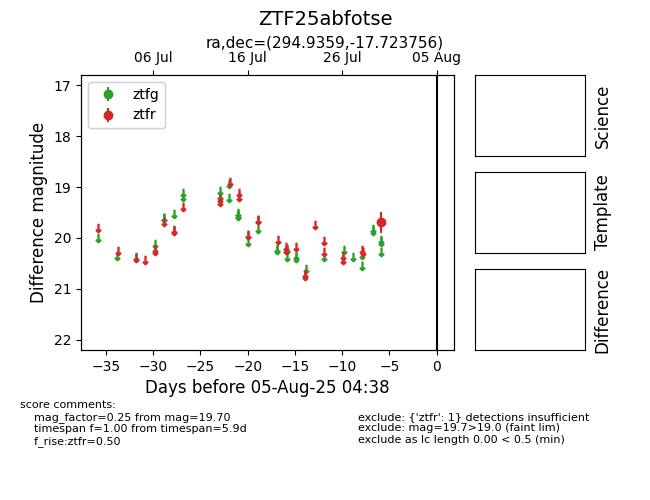 ZTF25abfotse
ra,dec=(294.9359,-17.723756)
06 Jul 16 Jul 26 Jul 05 Aug
ztfg
ztfr
17
18
19
20
21
22
Difference magnitude
−35 −30 −25 −20 −15 −10 −5 0
Days before 05-Aug-25 04:38
Science
Template
Difference
score comments:
mag_factor=0.25 from mag=19.70
timespan f=1.00 from timespan=5.9d
f_rise:ztfr=0.50
exclude: {'ztfr': 1} detections insufficient
exclude: mag=19.7>19.0 (faint lim)
exclude as lc length 0.00 < 0.5 (min)